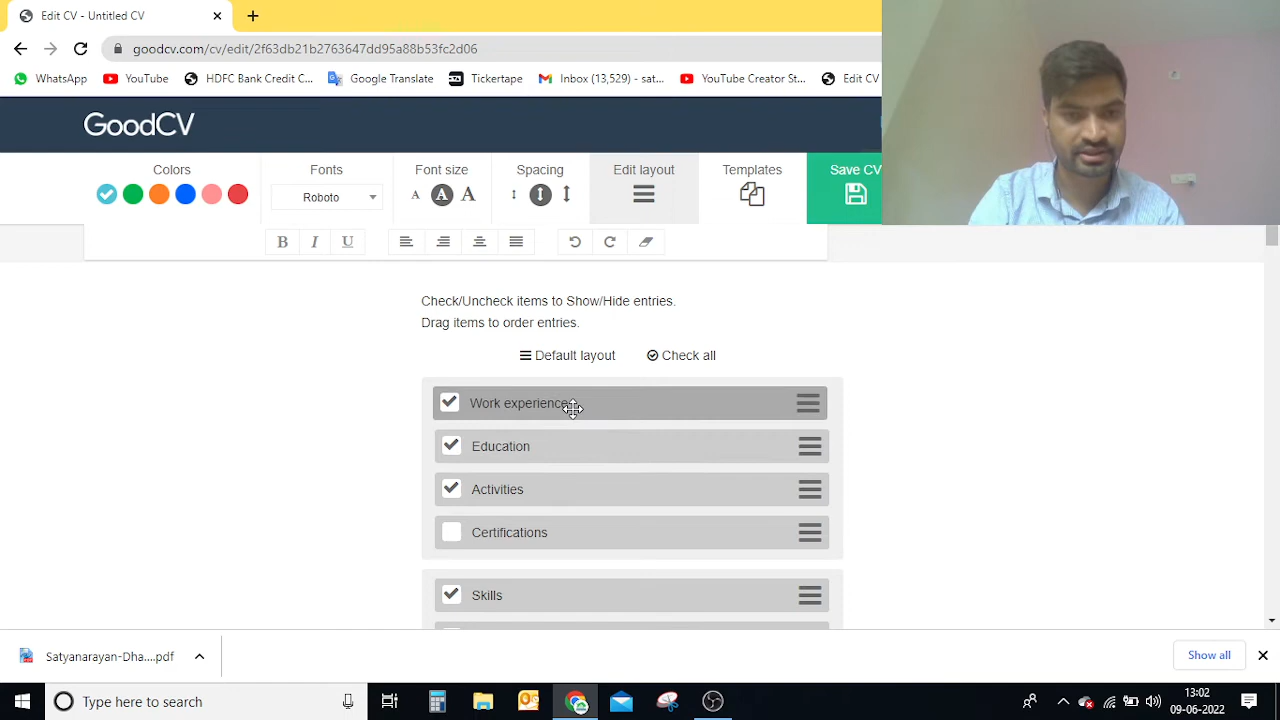 Edit CV - Untitled CV
goodcv.com/cv/edit/2f63db21b2763647dd95a88b53fc2d06
WhatsApp YouTube HDFC Bank Credit C... Google Translate Tickertape Inbox (13,529) - sat... YouTube Creator St... Edit CV
GoodCV
Colors Fonts Font size Spacing Edit layout Templates Save CV
Roboto A A A
B I U
Check/Uncheck items to Show/Hide entries.
Drag items to order entries.
Default layout Check all
Work experience
Education
Activities
Certifications
Skills
Satyanarayan-Dha....pdf Show all
Type here to search
13:02
09-06-2022